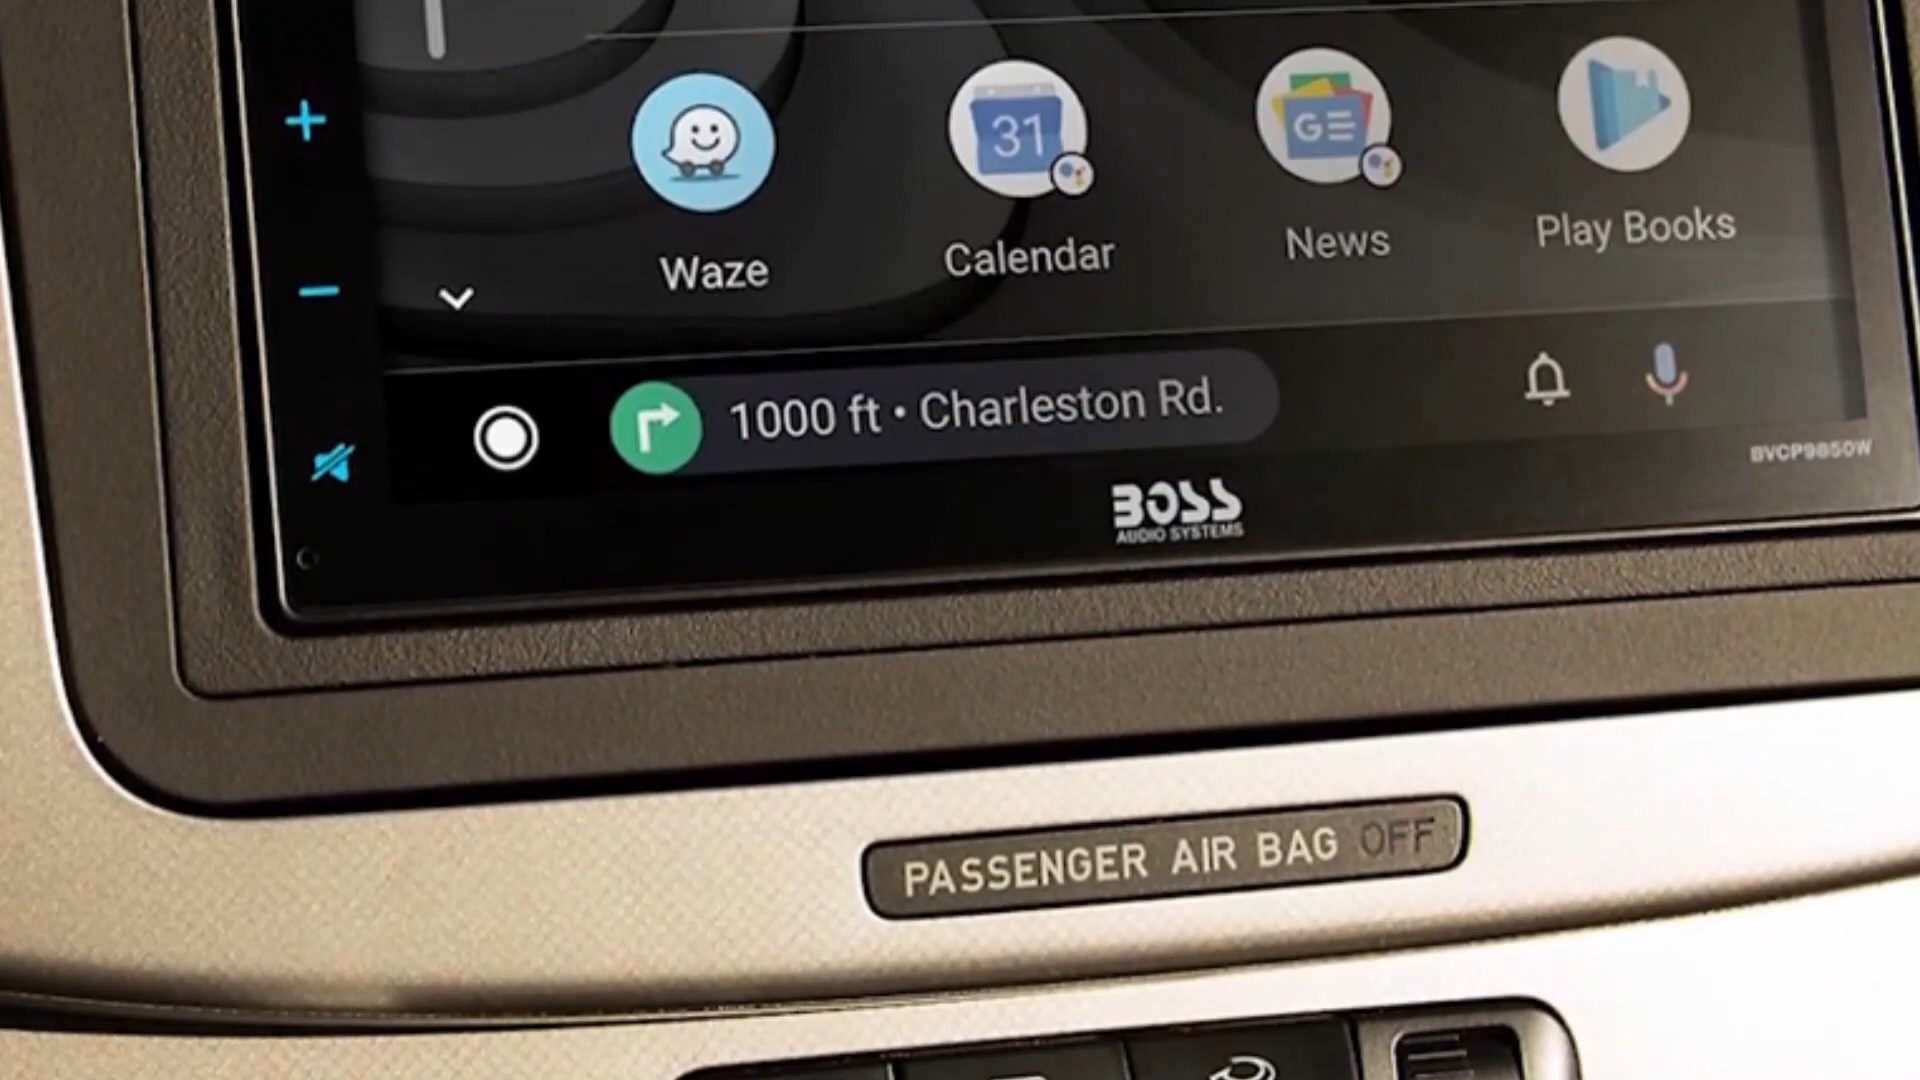 31
GE
Waze
Calendar
News
Play Books
1000 ft • Charleston Rd.
BVCP9850W
BOSS
AUDIO SYSTEMS
PASSENGER AIR BAG OFF